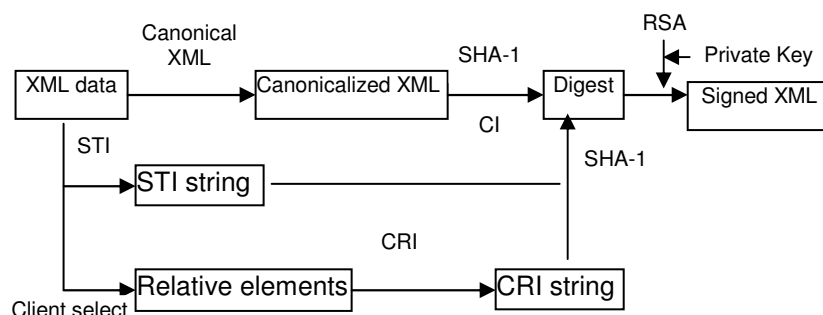 Canonical
XML
SHA-1
RSA
Private Key
XML data
Canonicalized XML
Digest
Signed XML
CI
STI
SHA-1
STI string
CRI
Relative elements
CRI string
Client select